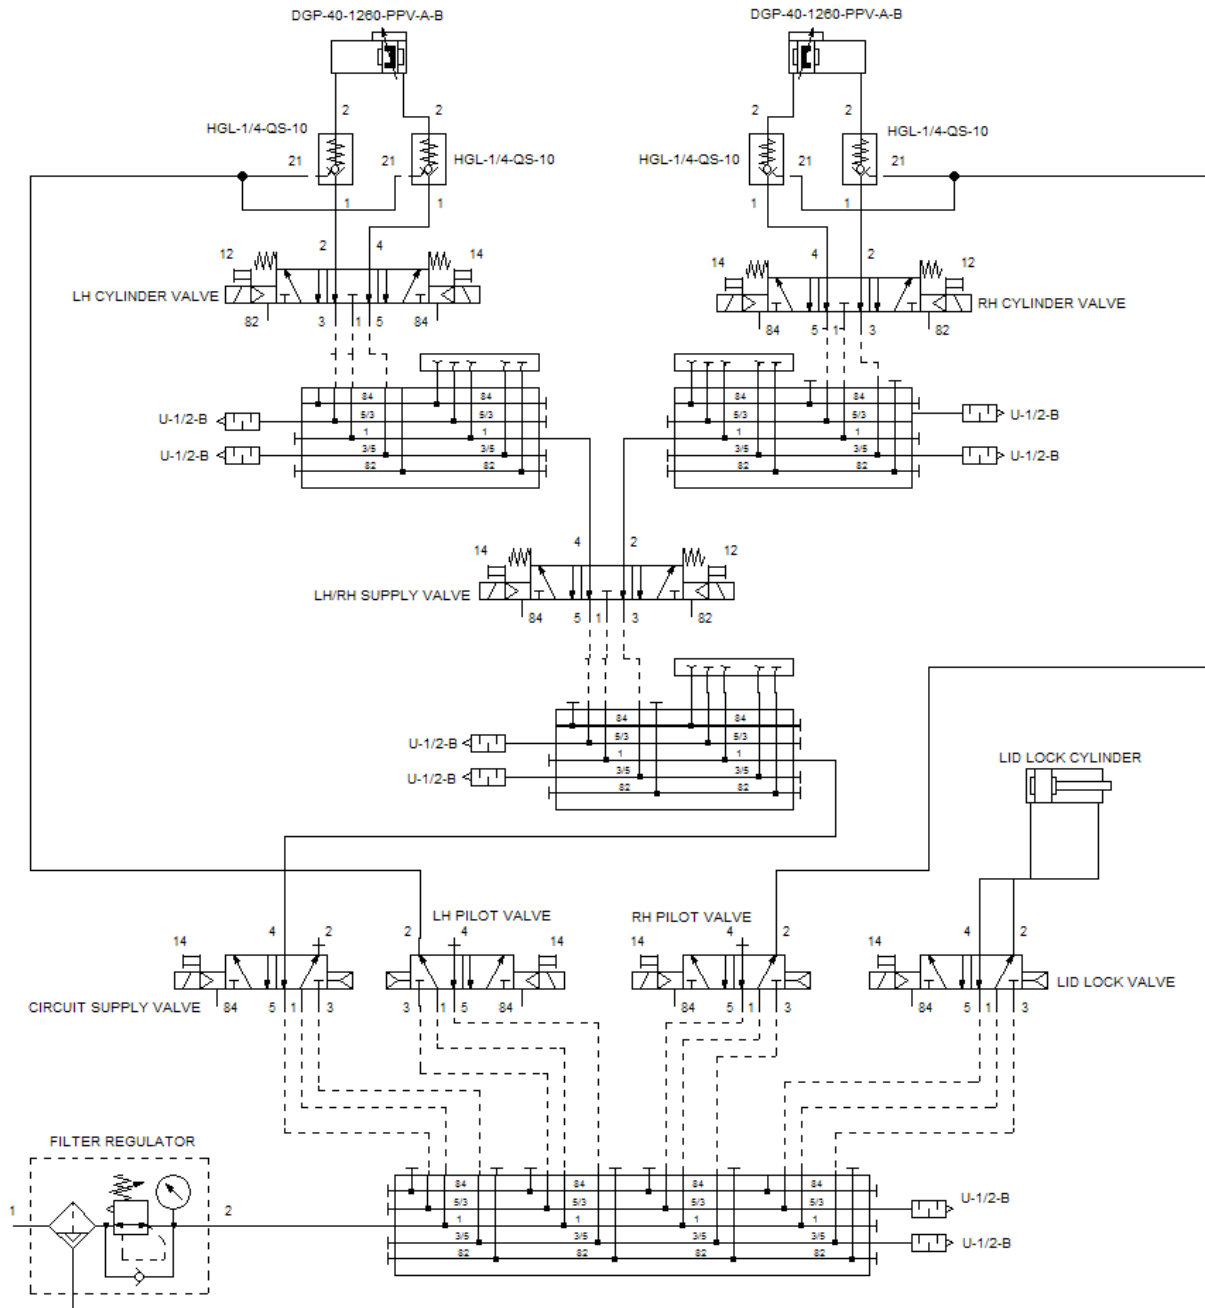 DGP-40-1260-PPV-A-B DGP-40-1260-PPV-A-B
2 2 2 2
HGL-1/4-QS-10 HGL-1/4-QS-10
21 21 HGL-1/4-QS-10 HGL-1/4-QS-10 21 21
1 1 1 1
12 2 4 14 14 4 2 12
LH CYLINDER VALVE RH CYLINDER VALVE
82 3 1 5 84 84 5 1 3 82
84 84 84 84
U-1/2-B 5/3 5/3 5/3 5/3 U-1/2-B
1 1 1 1
U-1/2-B 3/5 3/5 3/5 3/5 U-1/2-B
82 82 82 82
14 4 2 12
LH/RH SUPPLY VALVE
84 5 1 3 82
84 84
U-1/2-B 5/3 5/3
1 1
U-1/2-B 3/5 3/5
82 82
LID LOCK CYLINDER
LH PILOT VALVE RH PILOT VALVE
14 4 2 2 4 14 14 4 2 14 4 2
CIRCUIT SUPPLY VALVE LID LOCK VALVE
84 5 1 3 3 1 5 84 84 5 1 3 84 5 1 3
FILTER REGULATOR
84 84 84 84
5/3 5/3 5/3 5/3 U-1/2-B
1 2 1 1 1 1
3/5 3/5 3/5 3/5 U-1/2-B
82 82 82 82